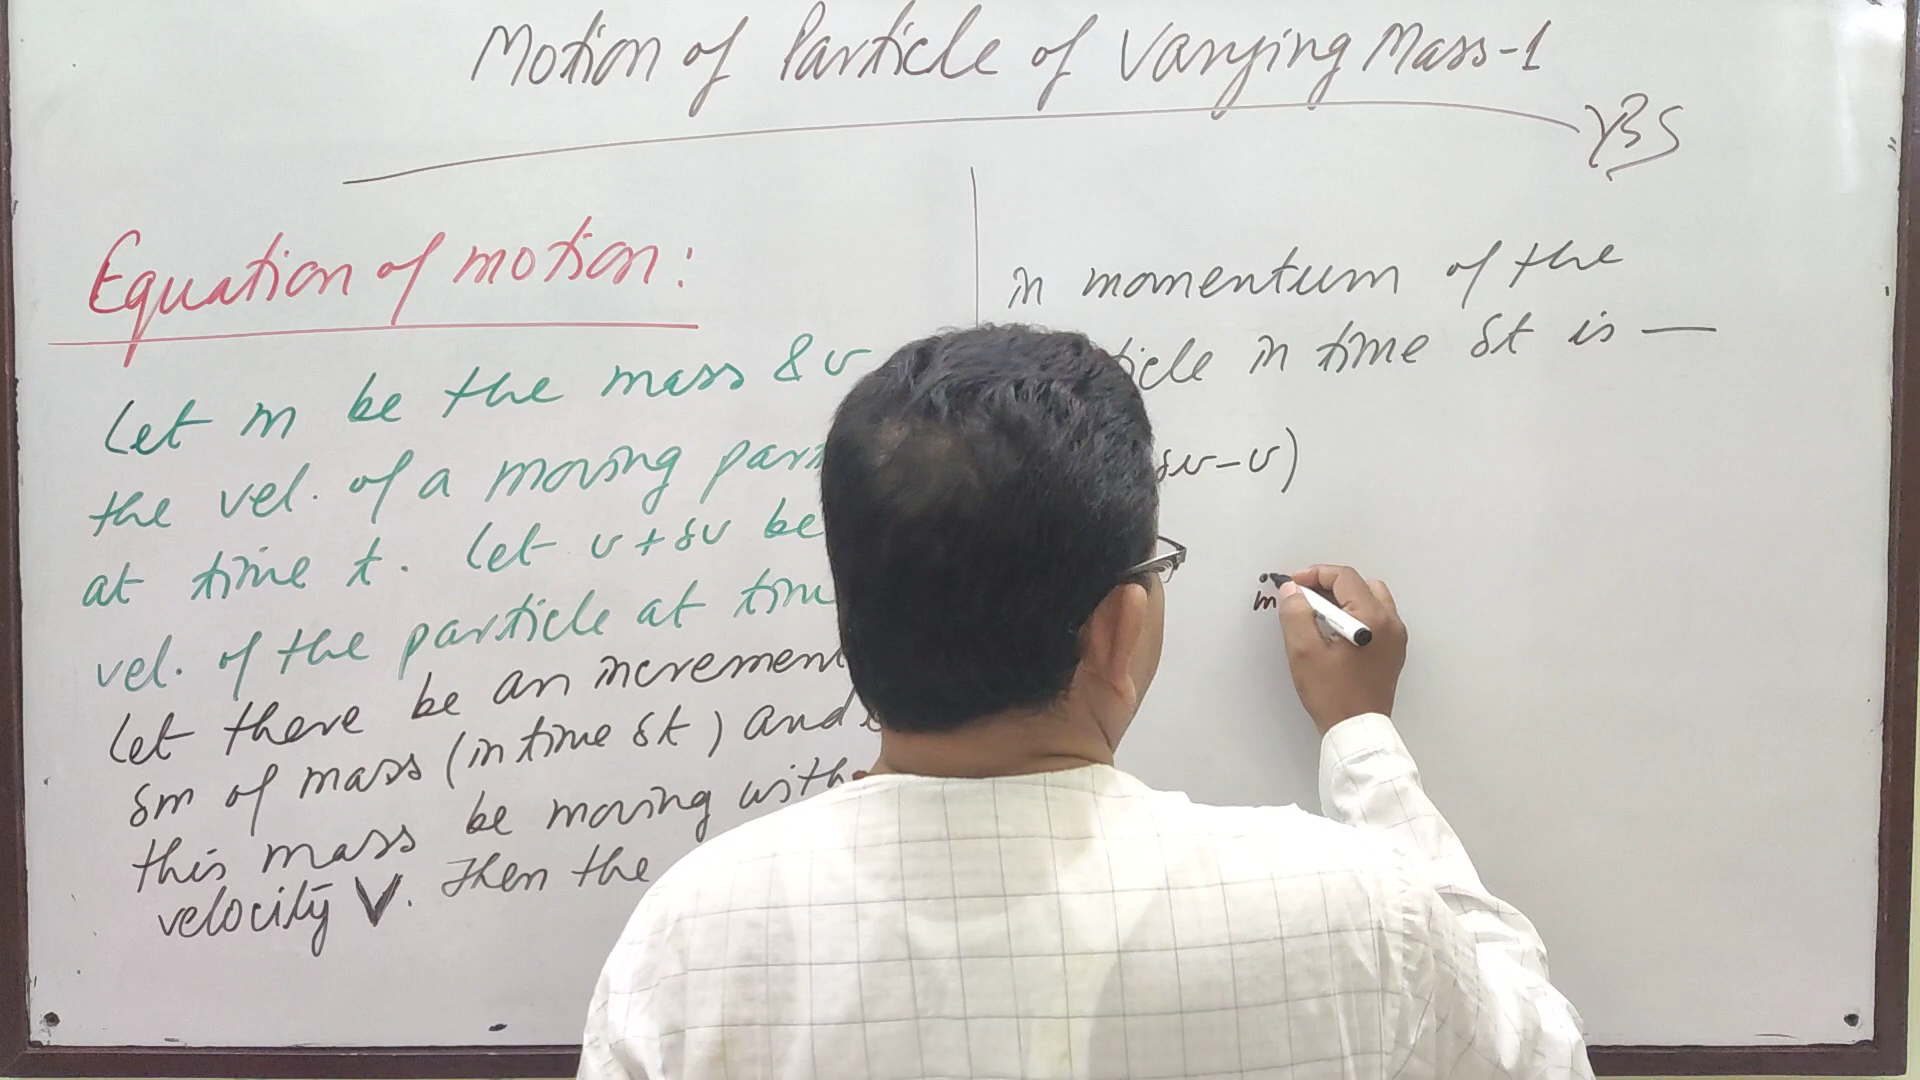 Motion of Particle of Varying Mass-1
YBS
Equation of motion:
Let m be the mass & v
the vel. of a moving
at time t. Let v+δv be
vel. of the particle at
Let there be an increment
δm of mass (in time δt) and
this mass be moving with
velocity V. Then the
in momentum of the
in time δt is —
δv-v)
m